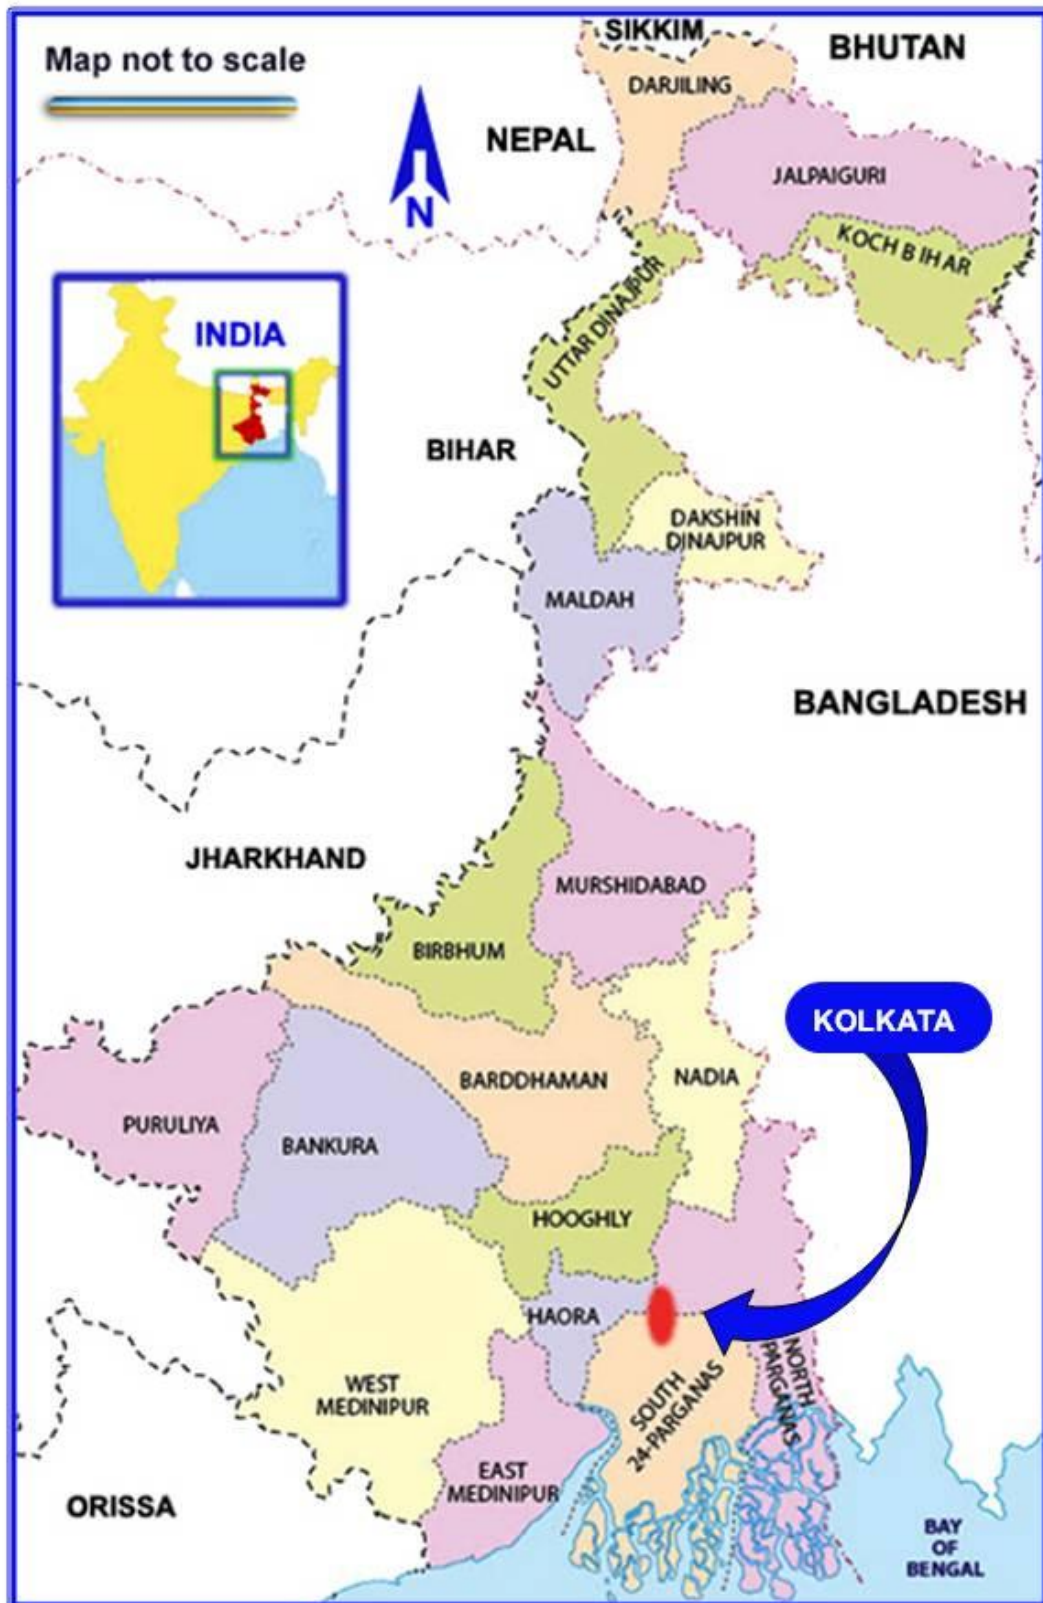 SIKKIM
BHUTAN
Map not to scale
DARJILING
NEPAL
N
JALPAIGURI
KOCH BIHAR
UTTAR DINAJPUR
INDIA
BIHAR
DAKSHIN
DINAJPUR
MALDAH
BANGLADESH
JHARKHAND
MURSHIDABAD
BIRBHUM
KOLKATA
BARDDHAMAN
NADIA
PURULIYA
BANKURA
HOOGHLY
HAORA
NORTH
PARGANAS
SOUTH
24-PARGANAS
WEST
MEDINIPUR
EAST
MEDINIPUR
ORISSA
BAY
OF
BENGAL